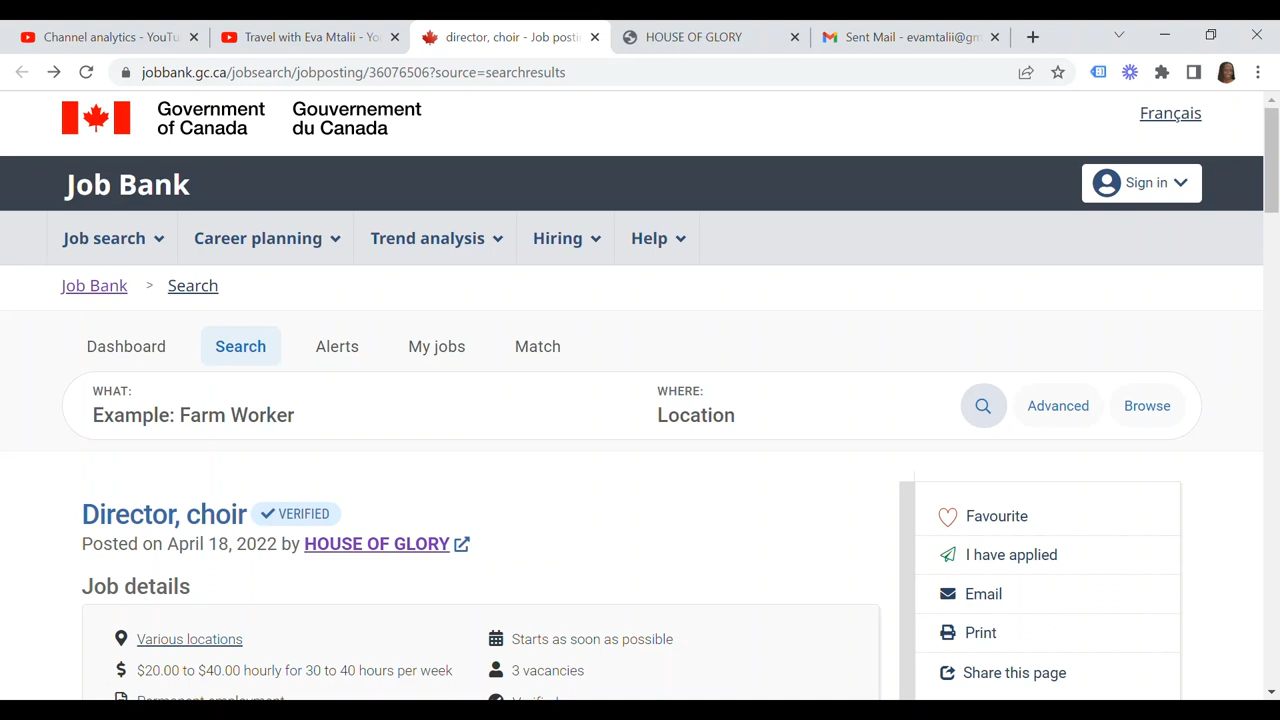 Channel analytics - YouTu
Travel with Eva Mtalii - You
director, choir - Job posti
HOUSE OF GLORY
Sent Mail - evamtalii@gm
jobbank.gc.ca/jobsearch/jobposting/36076506?source=searchresults
Government of Canada
Gouvernement du Canada
Français
Job Bank
Sign in
Job search
Career planning
Trend analysis
Hiring
Help
Job Bank > Search
Dashboard
Search
Alerts
My jobs
Match
WHAT:
Example: Farm Worker
WHERE:
Location
Advanced
Browse
Director, choir
VERIFIED
Posted on April 18, 2022 by HOUSE OF GLORY
Job details
Various locations
Starts as soon as possible
$20.00 to $40.00 hourly for 30 to 40 hours per week
3 vacancies
Permanent employment
Verified
Favourite
I have applied
Email
Print
Share this page